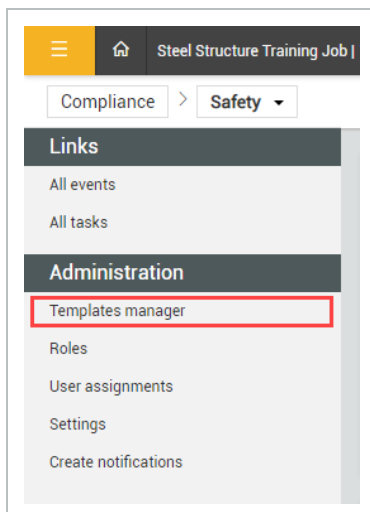 Steel Structure Training Job |
Compliance > Safety
Links
All events
All tasks
Administration
Templates manager
Roles
User assignments
Settings
Create notifications